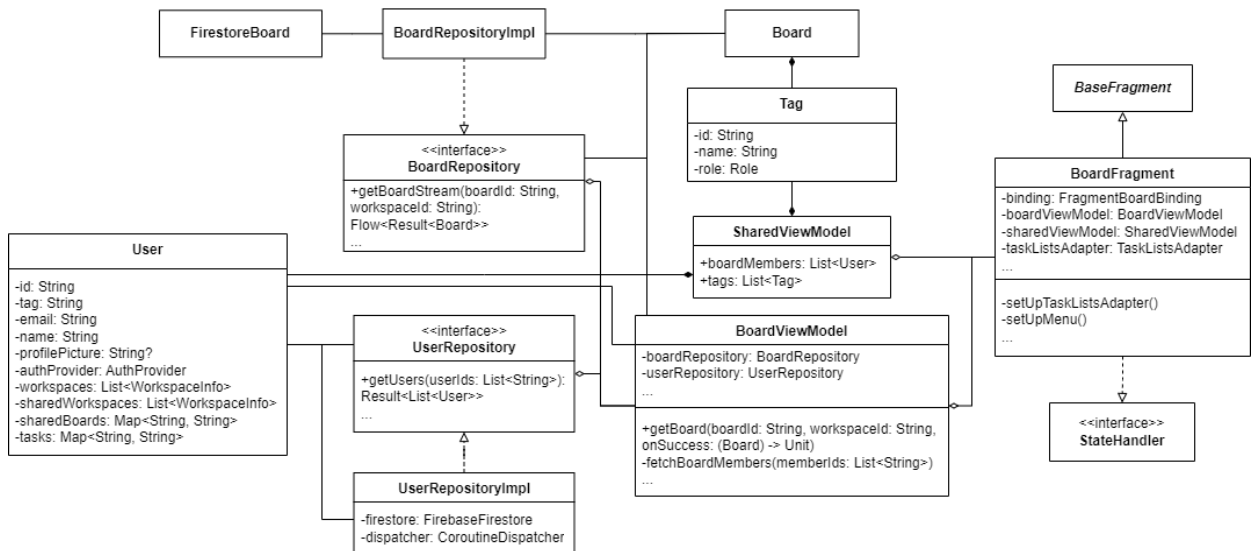 FirestoreBoard
BoardRepositoryImpl
Board
BaseFragment
Tag
-id: String
-name: String
-role: Role
<<interface>>
BoardRepository
+getBoardStream(boardId: String,
workspaceId: String):
Flow<Result<Board>>
...
BoardFragment
-binding: FragmentBoardBinding
-boardViewModel: BoardViewModel
-sharedViewModel: SharedViewModel
-taskListsAdapter: TaskListsAdapter
...
-setUpTaskListsAdapter()
-setUpMenu()
...
SharedViewModel
+boardMembers: List<User>
+tags: List<Tag>
User
-id: String
-tag: String
-email: String
-name: String
-profilePicture: String?
-authProvider: AuthProvider
-workspaces: List<WorkspaceInfo>
-sharedWorkspaces: List<WorkspaceInfo>
-sharedBoards: Map<String, String>
-tasks: Map<String, String>
<<interface>>
UserRepository
+getUsers(userIds: List<String>):
Result<List<User>>
...
BoardViewModel
-boardRepository: BoardRepository
-userRepository: UserRepository
...
+getBoard(boardId: String, workspaceId: String,
onSuccess: (Board) -> Unit)
-fetchBoardMembers(memberIds: List<String>)
...
<<interface>>
StateHandler
UserRepositoryImpl
-firestore: FirebaseFirestore
-dispatcher: CoroutineDispatcher